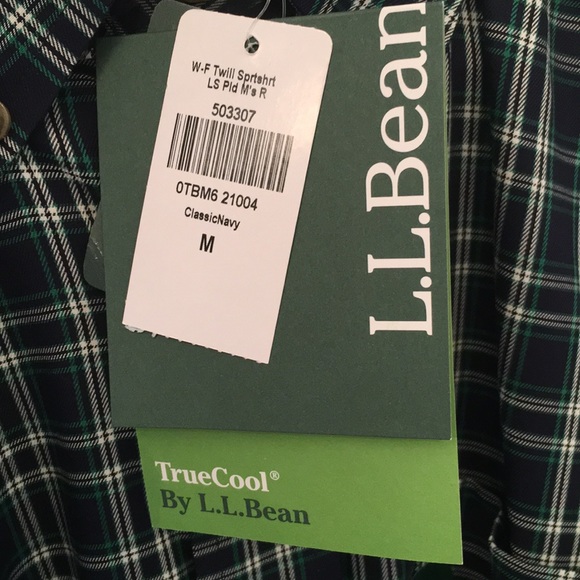 W-F Twill Sprtshrt
LS Pld M's R
503307
0TBM6 21004
ClassicNavy
M
L.L.Bean
TrueCool®
By L.L.Bean